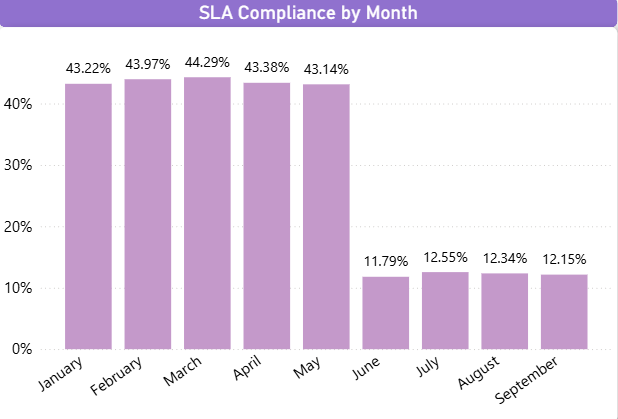 SLA Compliance by Month
43.22% 43.97% 44.29% 43.38% 43.14%
40%
30%
20%
11.79% 12.55% 12.34% 12.15%
10%
0%
January February March April May June July August September